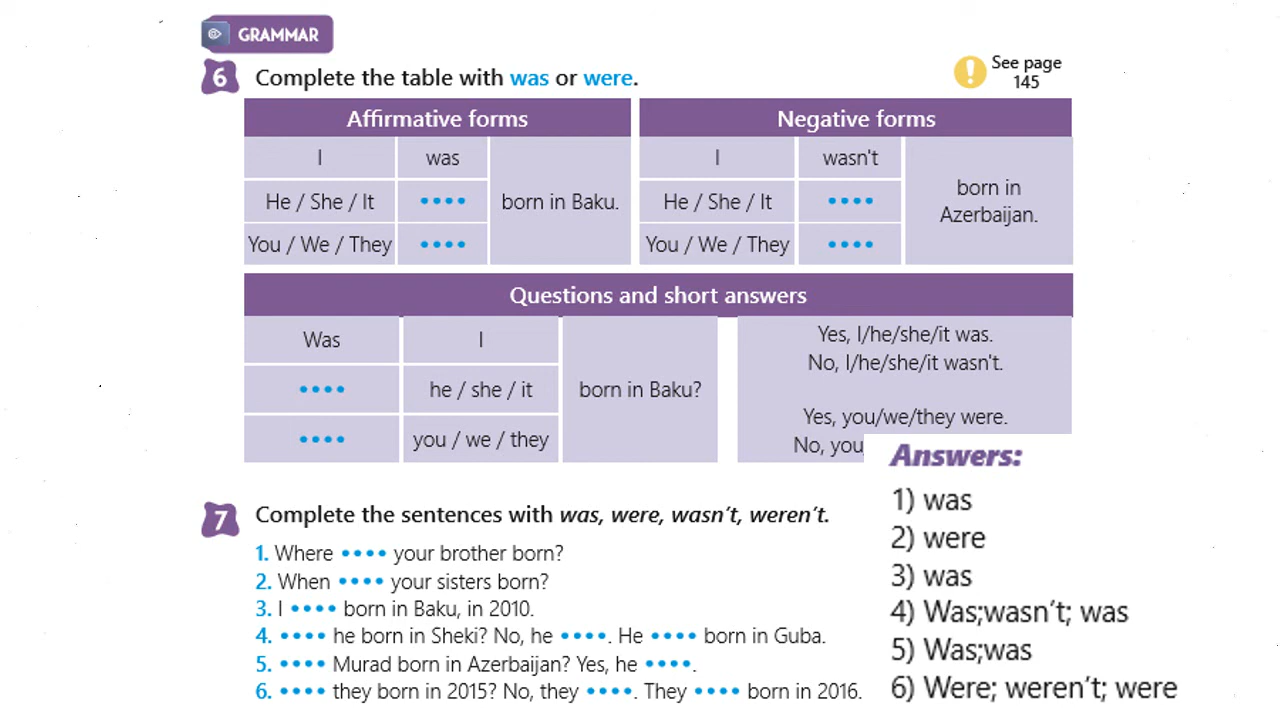 GRAMMAR
6 Complete the table with was or were.
See page
145
Affirmative forms
I was
born in Baku.
He / She / It ••••
You / We / They ••••
Negative forms
I wasn't
born in
Azerbaijan.
He / She / It ••••
You / We / They ••••
Questions and short answers
Was I
•••• he / she / it
born in Baku?
•••• you / we / they
Yes, I/he/she/it was.
No, I/he/she/it wasn't.
Yes, you/we/they were.
No, you
7 Complete the sentences with was, were, wasn't, weren't.
1. Where •••• your brother born?
2. When •••• your sisters born?
3. I •••• born in Baku, in 2010.
4. •••• he born in Sheki? No, he ••••. He •••• born in Guba.
5. •••• Murad born in Azerbaijan? Yes, he ••••.
6. •••• they born in 2015? No, they ••••. They •••• born in 2016.
Answers:
1) was
2) were
3) was
4) Was;wasn't; was
5) Was;was
6) Were; weren't; were